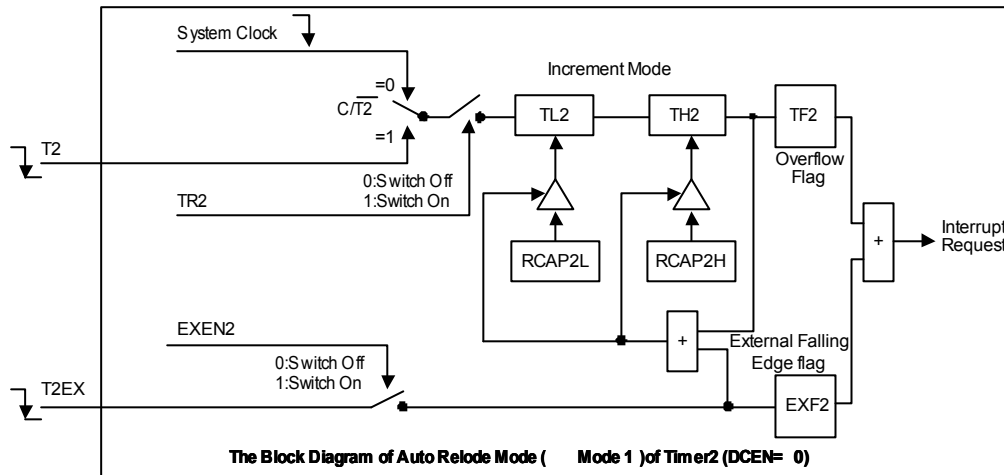 System Clock
Increment Mode
=0
C/T2
=1
TL2
TH2
TF2
T2
Overflow
Flag
0:Switch Off
1:Switch On
TR2
+
Interrupt
Request
RCAP2L
RCAP2H
EXEN2
+
External Falling
Edge flag
0:Switch Off
1:Switch On
T2EX
EXF2
The Block Diagram of Auto Relode Mode ( Mode 1 )of Timer2 (DCEN= 0)